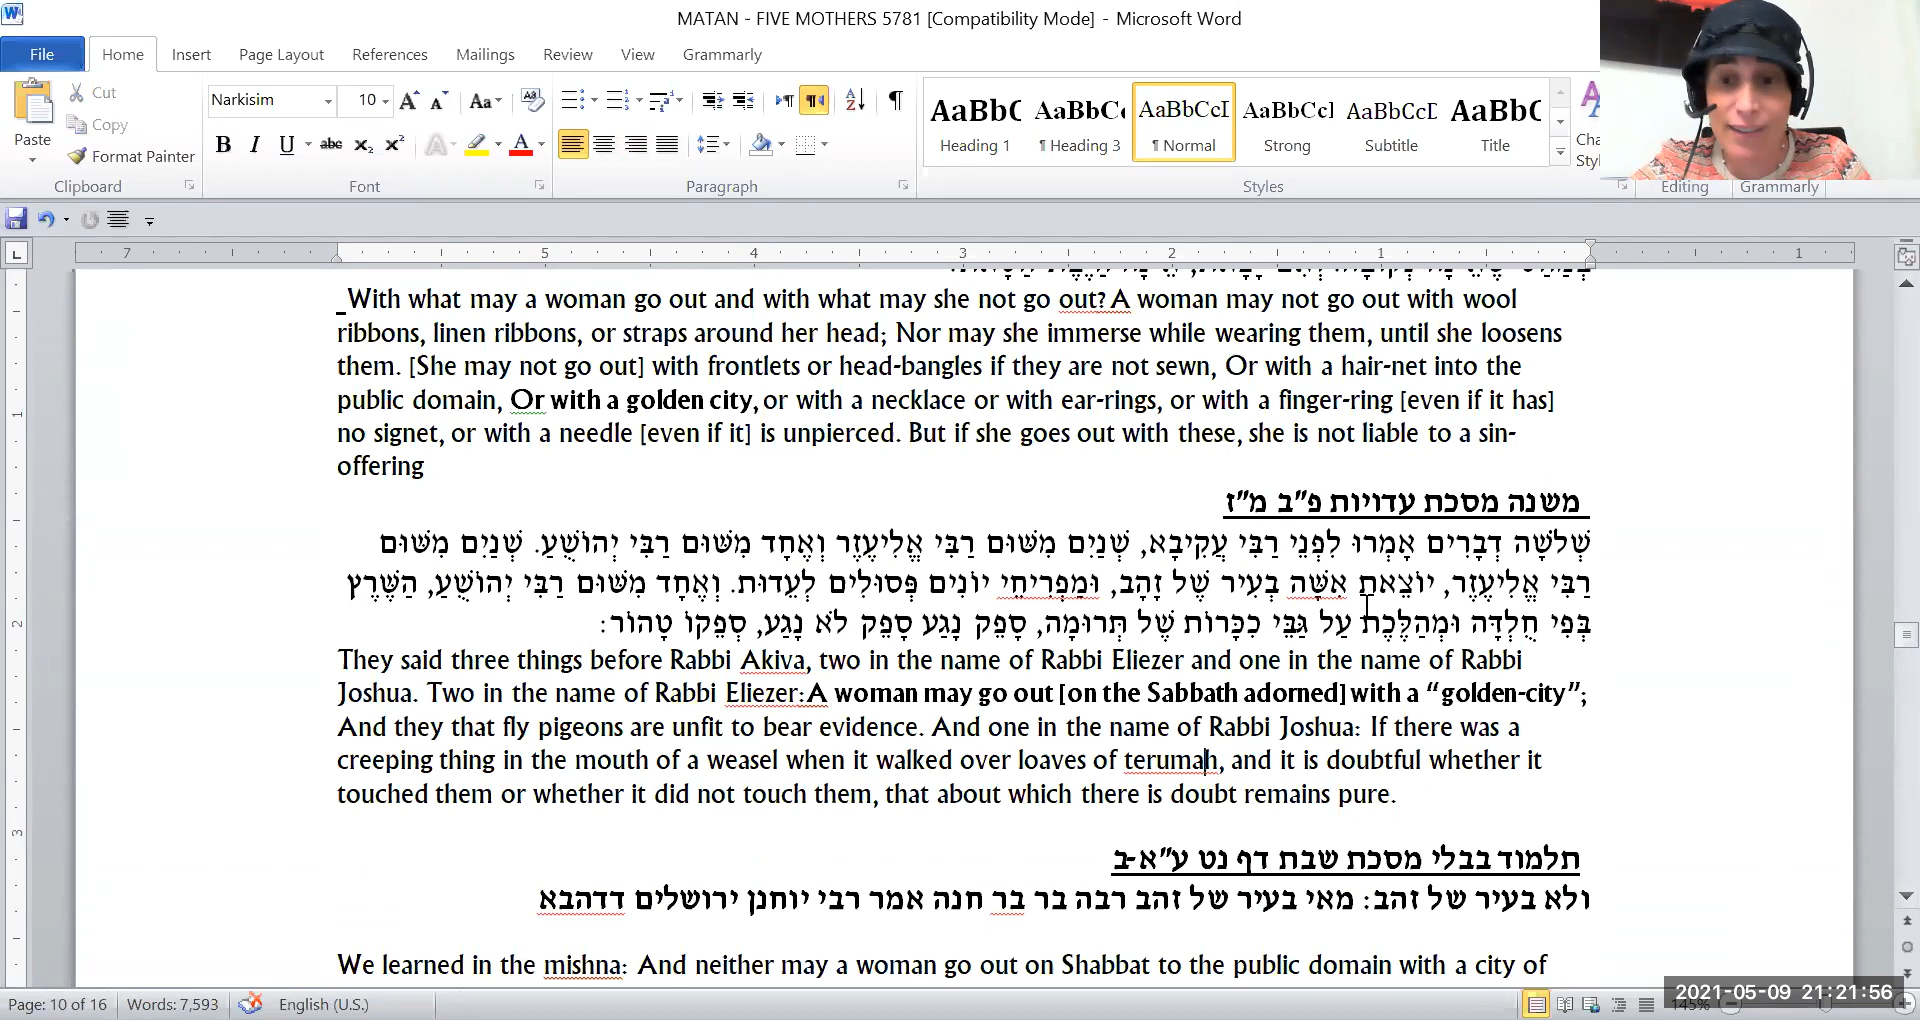 MATAN - FIVE MOTHERS 5781 [Compatibility Mode] - Microsoft Word
File Home Insert Page Layout References Mailings Review View Grammarly
Paste
Cut
Copy
Format Painter
Clipboard
Narkisim 10
Font
Paragraph
AaBbC AaBbC AaBbCcI AaBbCcI AaBbCcD AaBbC
Heading 1 ¶ Heading 3 ¶ Normal Strong Subtitle Title
Styles
Editing Grammarly
7 5 4 3 2 1 1
With what may a woman go out and with what may she not go out? A woman may not go out with wool
ribbons, linen ribbons, or straps around her head; Nor may she immerse while wearing them, until she loosens
them. [She may not go out] with frontlets or head-bangles if they are not sewn, Or with a hair-net into the
public domain, Or with a golden city, or with a necklace or with ear-rings, or with a finger-ring [even if it has]
no signet, or with a needle [even if it] is unpierced. But if she goes out with these, she is not liable to a sin-
offering
משנה מסכת עדויות פ"ב מ"ז
שְׁלֹשָׁה דְבָרִים אָמְרוּ לִפְנֵי רַבִּי עֲקִיבָא, שְׁנַיִם מִשּׁוּם רַבִּי אֱלִיעֶזֶר וְאֶחָד מִשּׁוּם רַבִּי יְהוֹשֻׁעַ. שְׁנַיִם מִשּׁוּם
רַבִּי אֱלִיעֶזֶר, יוֹצֵאת אִשָּׁה בְעִיר שֶׁל זָהָב, וּמַפְרִיחֵי יוֹנִים פְּסוּלִים לְעֵדוּת. וְאֶחָד מִשּׁוּם רַבִּי יְהוֹשֻׁעַ, הַשֶּׁרֶץ
בְּפִי חֻלְדָּה וּמְהַלֶּכֶת עַל גַּבֵּי כִכָּרוֹת שֶׁל תְּרוּמָה, סָפֵק נָגַע סָפֵק לֹא נָגַע, סְפֵקוֹ טָהוֹר:
They said three things before Rabbi Akiva, two in the name of Rabbi Eliezer and one in the name of Rabbi
Joshua. Two in the name of Rabbi Eliezer:A woman may go out [on the Sabbath adorned] with a “golden-city”;
And they that fly pigeons are unfit to bear evidence. And one in the name of Rabbi Joshua: If there was a
creeping thing in the mouth of a weasel when it walked over loaves of terumah, and it is doubtful whether it
touched them or whether it did not touch them, that about which there is doubt remains pure.
תלמוד בבלי מסכת שבת דף נט ע"א-ב
ולא בעיר של זהב: מאי בעיר של זהב רבה בר בר חנה אמר רבי יוחנן ירושלים דדהבא
We learned in the mishna: And neither may a woman go out on Shabbat to the public domain with a city of
Page: 10 of 16 Words: 7,593 English (U.S.) 145%
2021-05-09 21:21:56